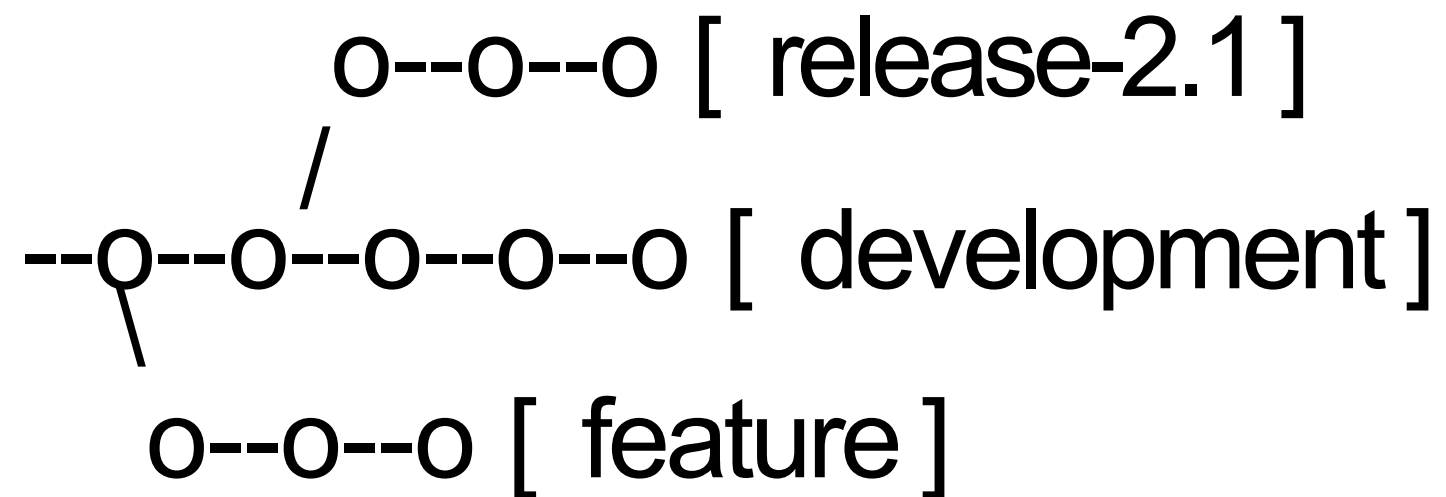 o--o--o [ release-2.1 ]
/
--o--o--o--o--o [ development ]
\
o--o--o [ feature ]